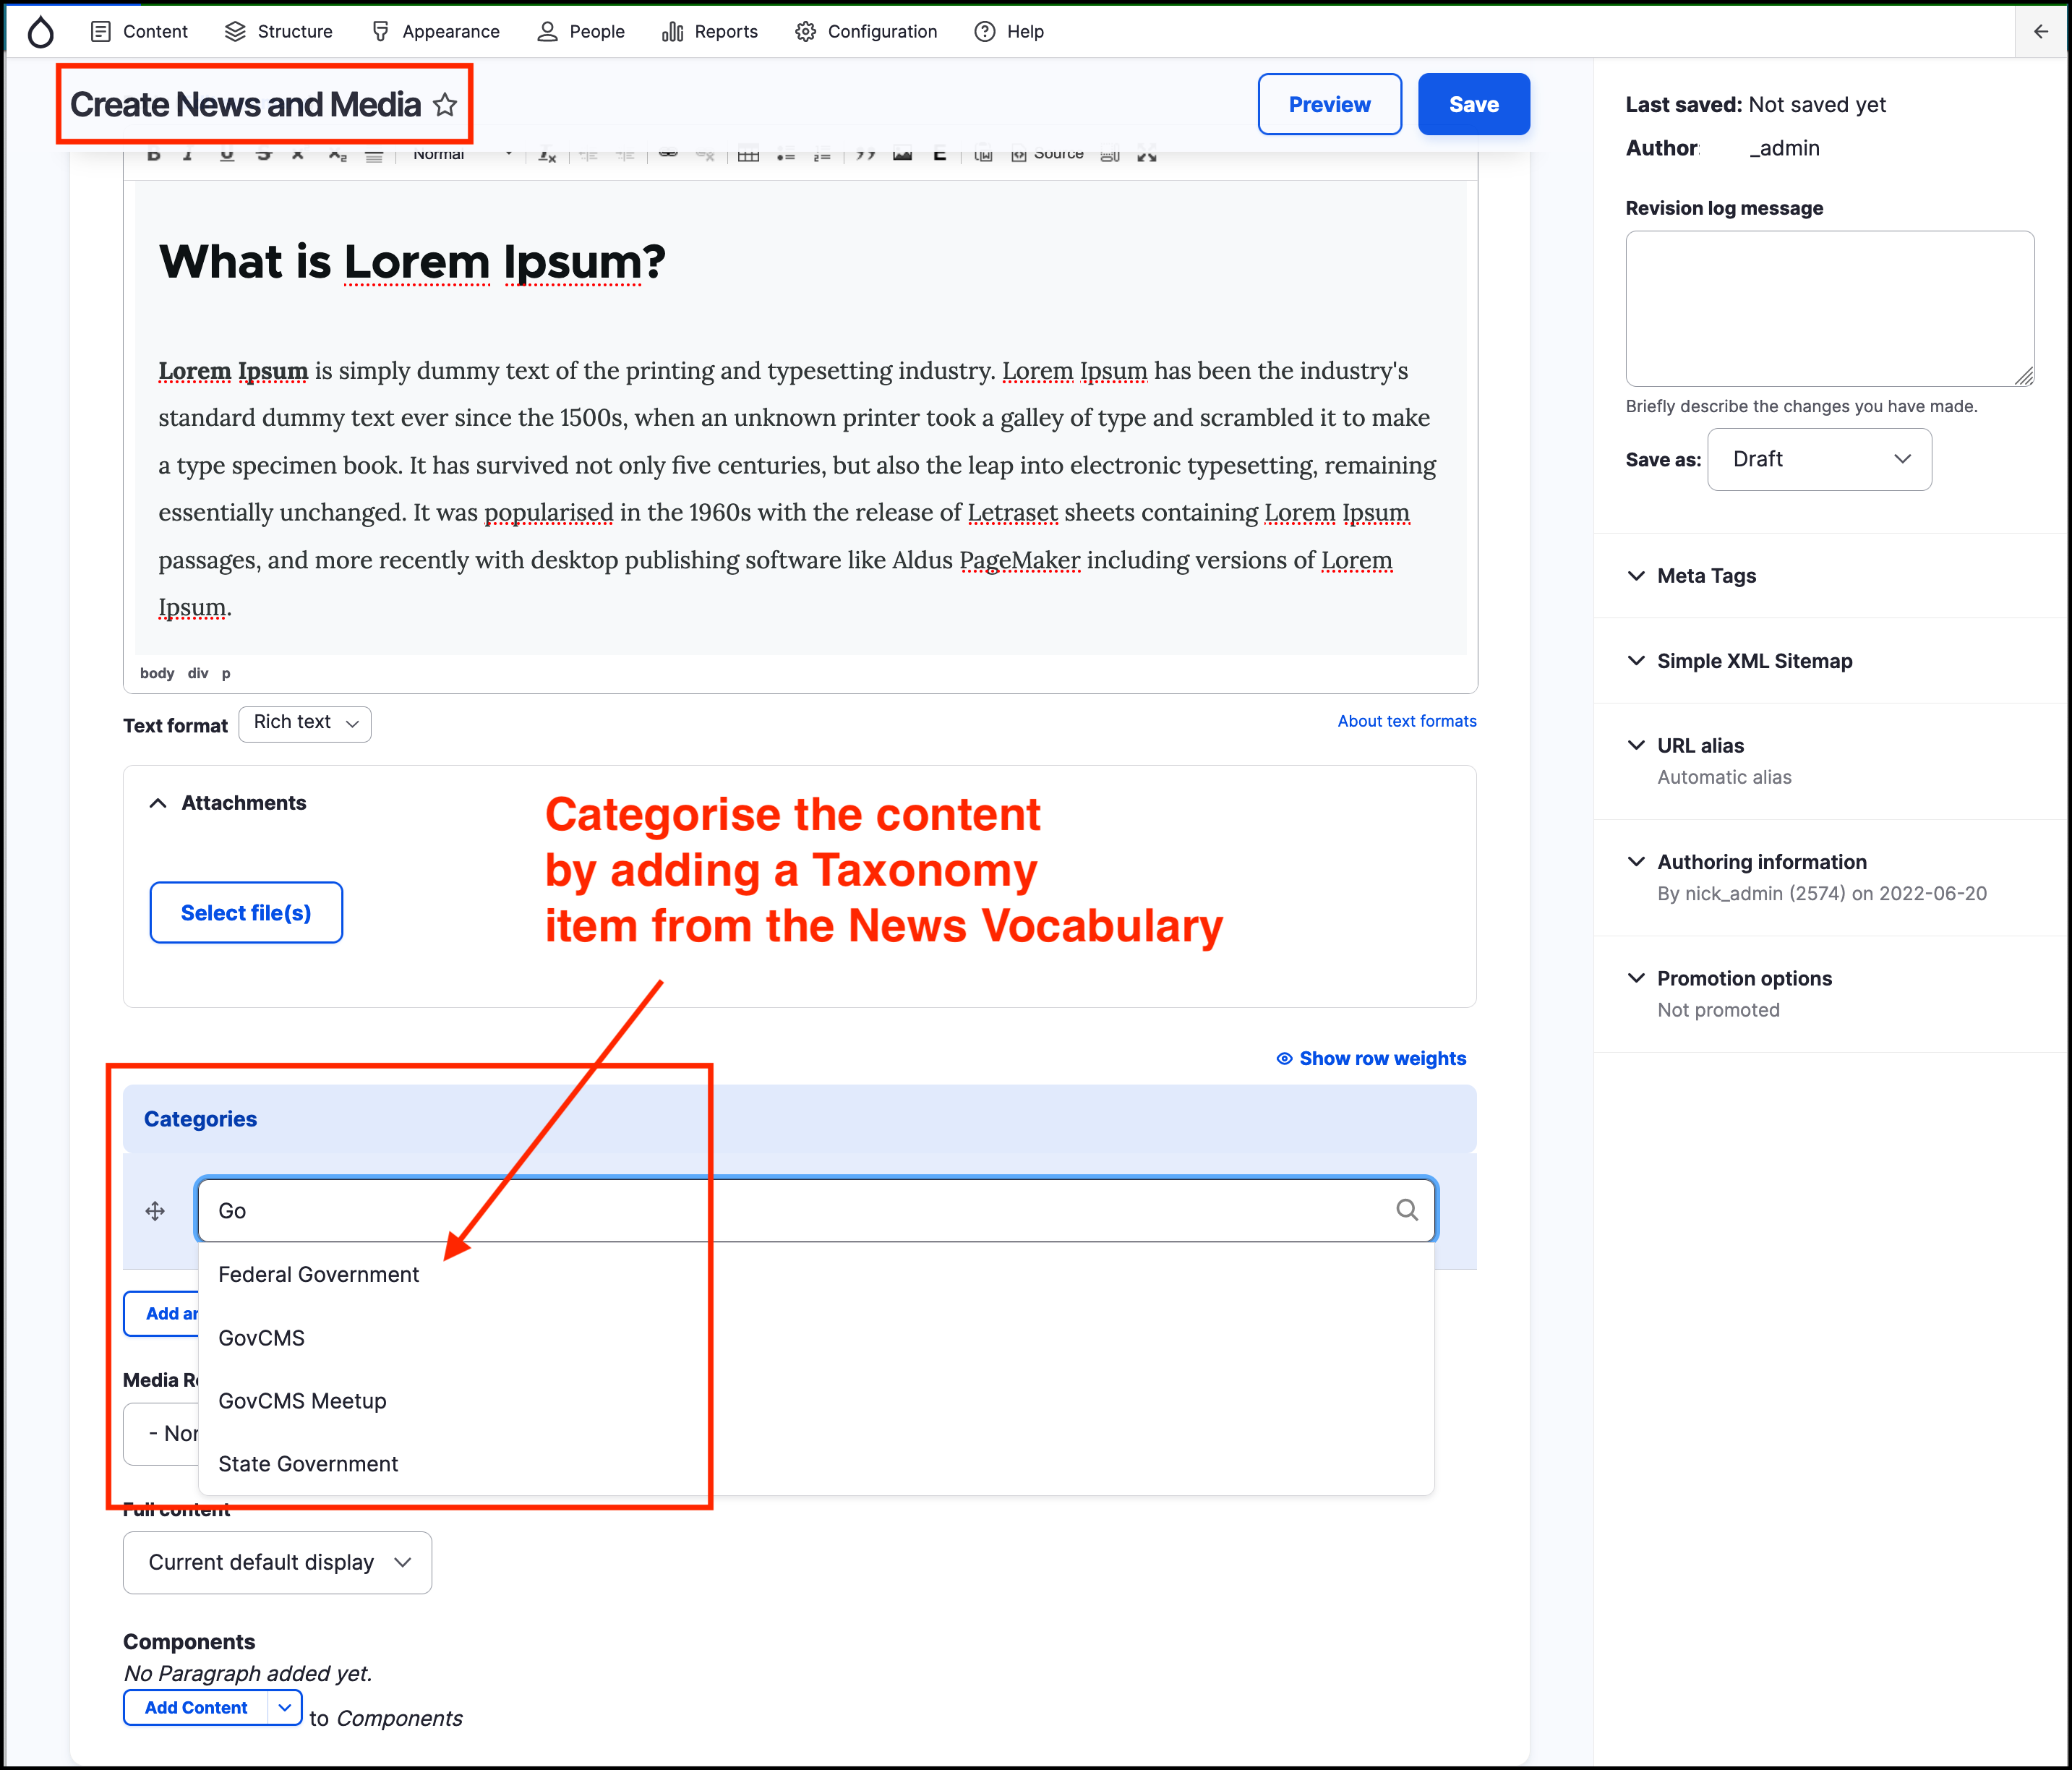 Content Structure Appearance People Reports Configuration Help
Create News and Media
Preview Save
Normal Source
What is Lorem Ipsum?
Lorem Ipsum is simply dummy text of the printing and typesetting industry. Lorem Ipsum has been the industry's
standard dummy text ever since the 1500s, when an unknown printer took a galley of type and scrambled it to make
a type specimen book. It has survived not only five centuries, but also the leap into electronic typesetting, remaining
essentially unchanged. It was popularised in the 1960s with the release of Letraset sheets containing Lorem Ipsum
passages, and more recently with desktop publishing software like Aldus PageMaker including versions of Lorem
Ipsum.
body div p
Text format Rich text
About text formats
Attachments
Select file(s)
Categorise the content
by adding a Taxonomy
item from the News Vocabulary
Show row weights
Categories
Go
Federal Government
GovCMS
GovCMS Meetup
State Government
Add
Media
Full content
Current default display
Components
No Paragraph added yet.
Add Content to Components
Last saved: Not saved yet
Author: _admin
Revision log message
Briefly describe the changes you have made.
Save as: Draft
Meta Tags
Simple XML Sitemap
URL alias
Automatic alias
Authoring information
By nick_admin (2574) on 2022-06-20
Promotion options
Not promoted